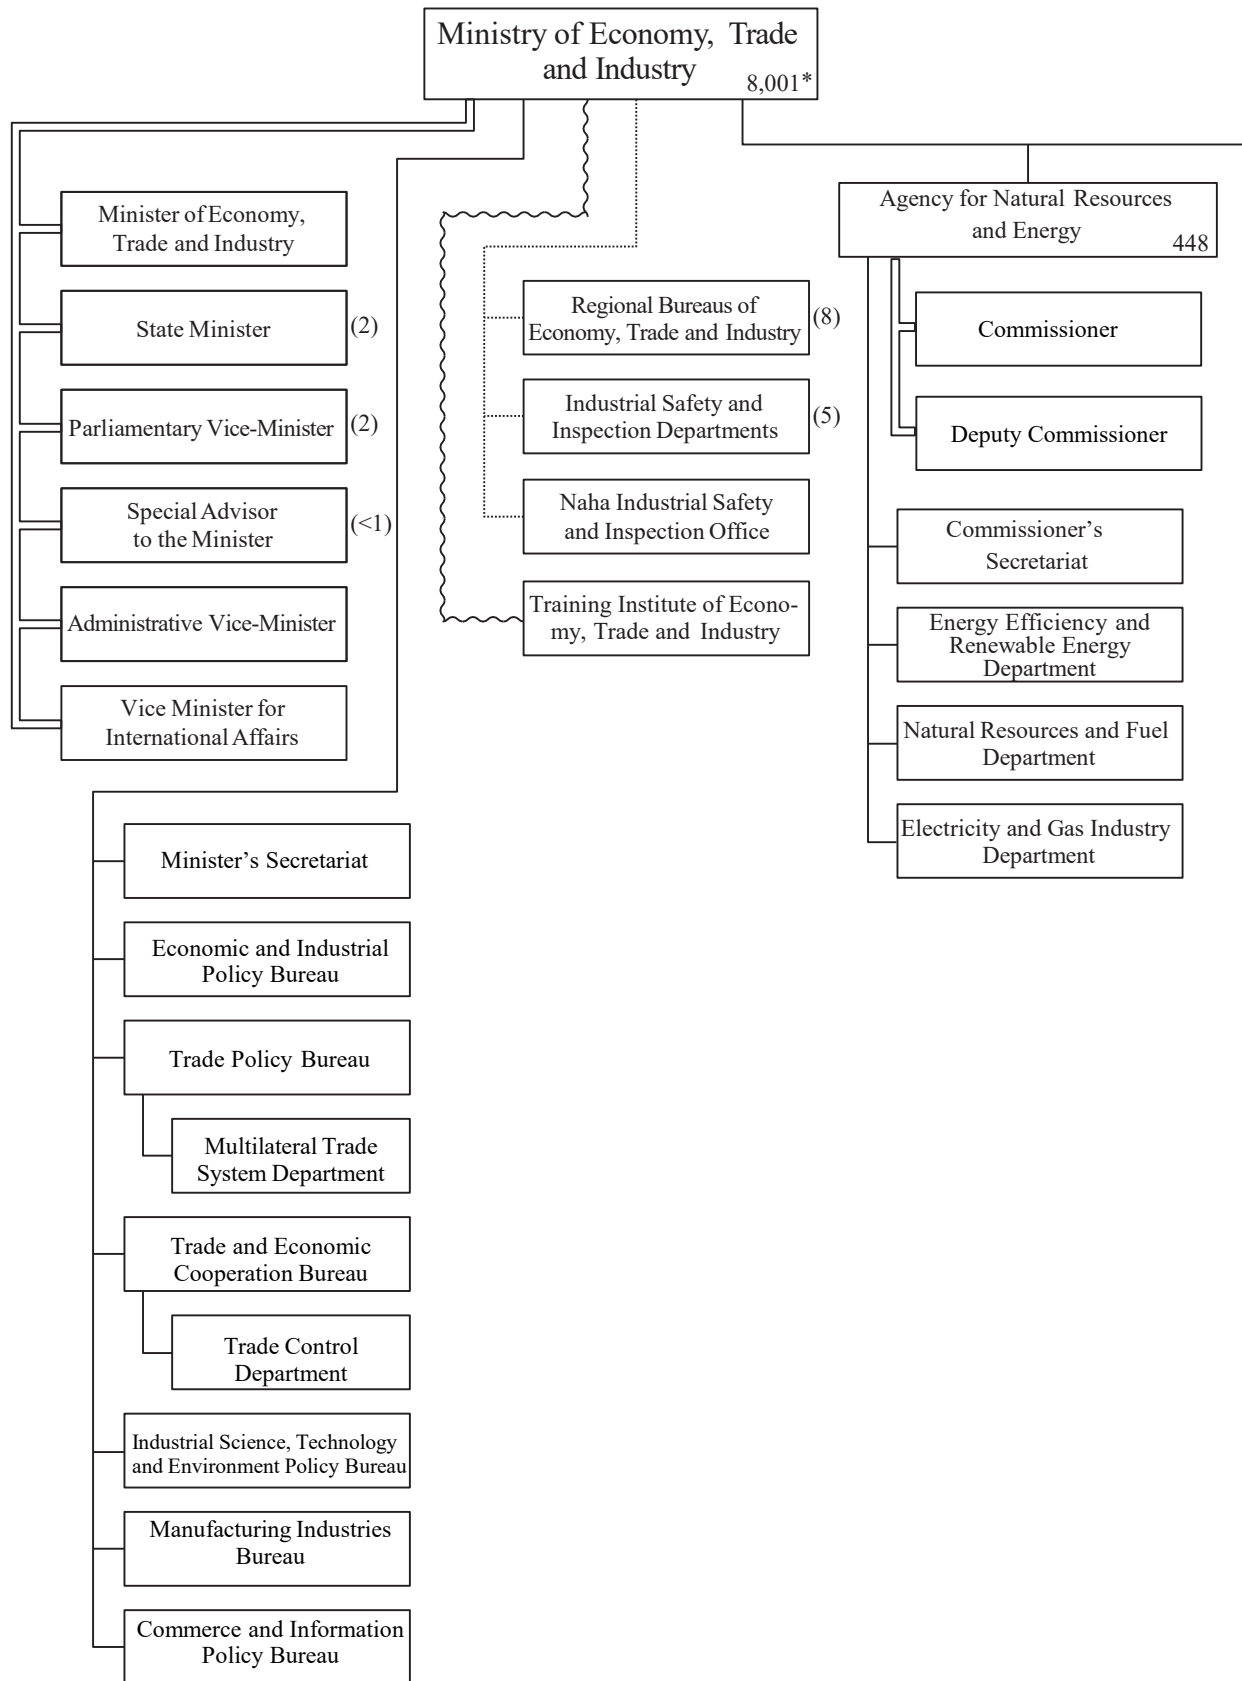 Ministry of Economy, Trade
and Industry
8,001*
Minister of Economy,
Trade and Industry
State Minister
(2)
Parliamentary Vice-Minister
(2)
Special Advisor
to the Minister
(<1)
Administrative Vice-Minister
Vice Minister for
International Affairs
Minister's Secretariat
Economic and Industrial
Policy Bureau
Trade Policy Bureau
Multilateral Trade
System Department
Trade and Economic
Cooperation Bureau
Trade Control
Department
Industrial Science, Technology
and Environment Policy Bureau
Manufacturing Industries
Bureau
Commerce and Information
Policy Bureau
Regional Bureaus of
Economy, Trade and Industry
(8)
Industrial Safety and
Inspection Departments
(5)
Naha Industrial Safety
and Inspection Office
Training Institute of Econo-
my, Trade and Industry
Agency for Natural Resources
and Energy
448
Commissioner
Deputy Commissioner
Commissioner's
Secretariat
Energy Efficiency and
Renewable Energy
Department
Natural Resources and Fuel
Department
Electricity and Gas Industry
Department